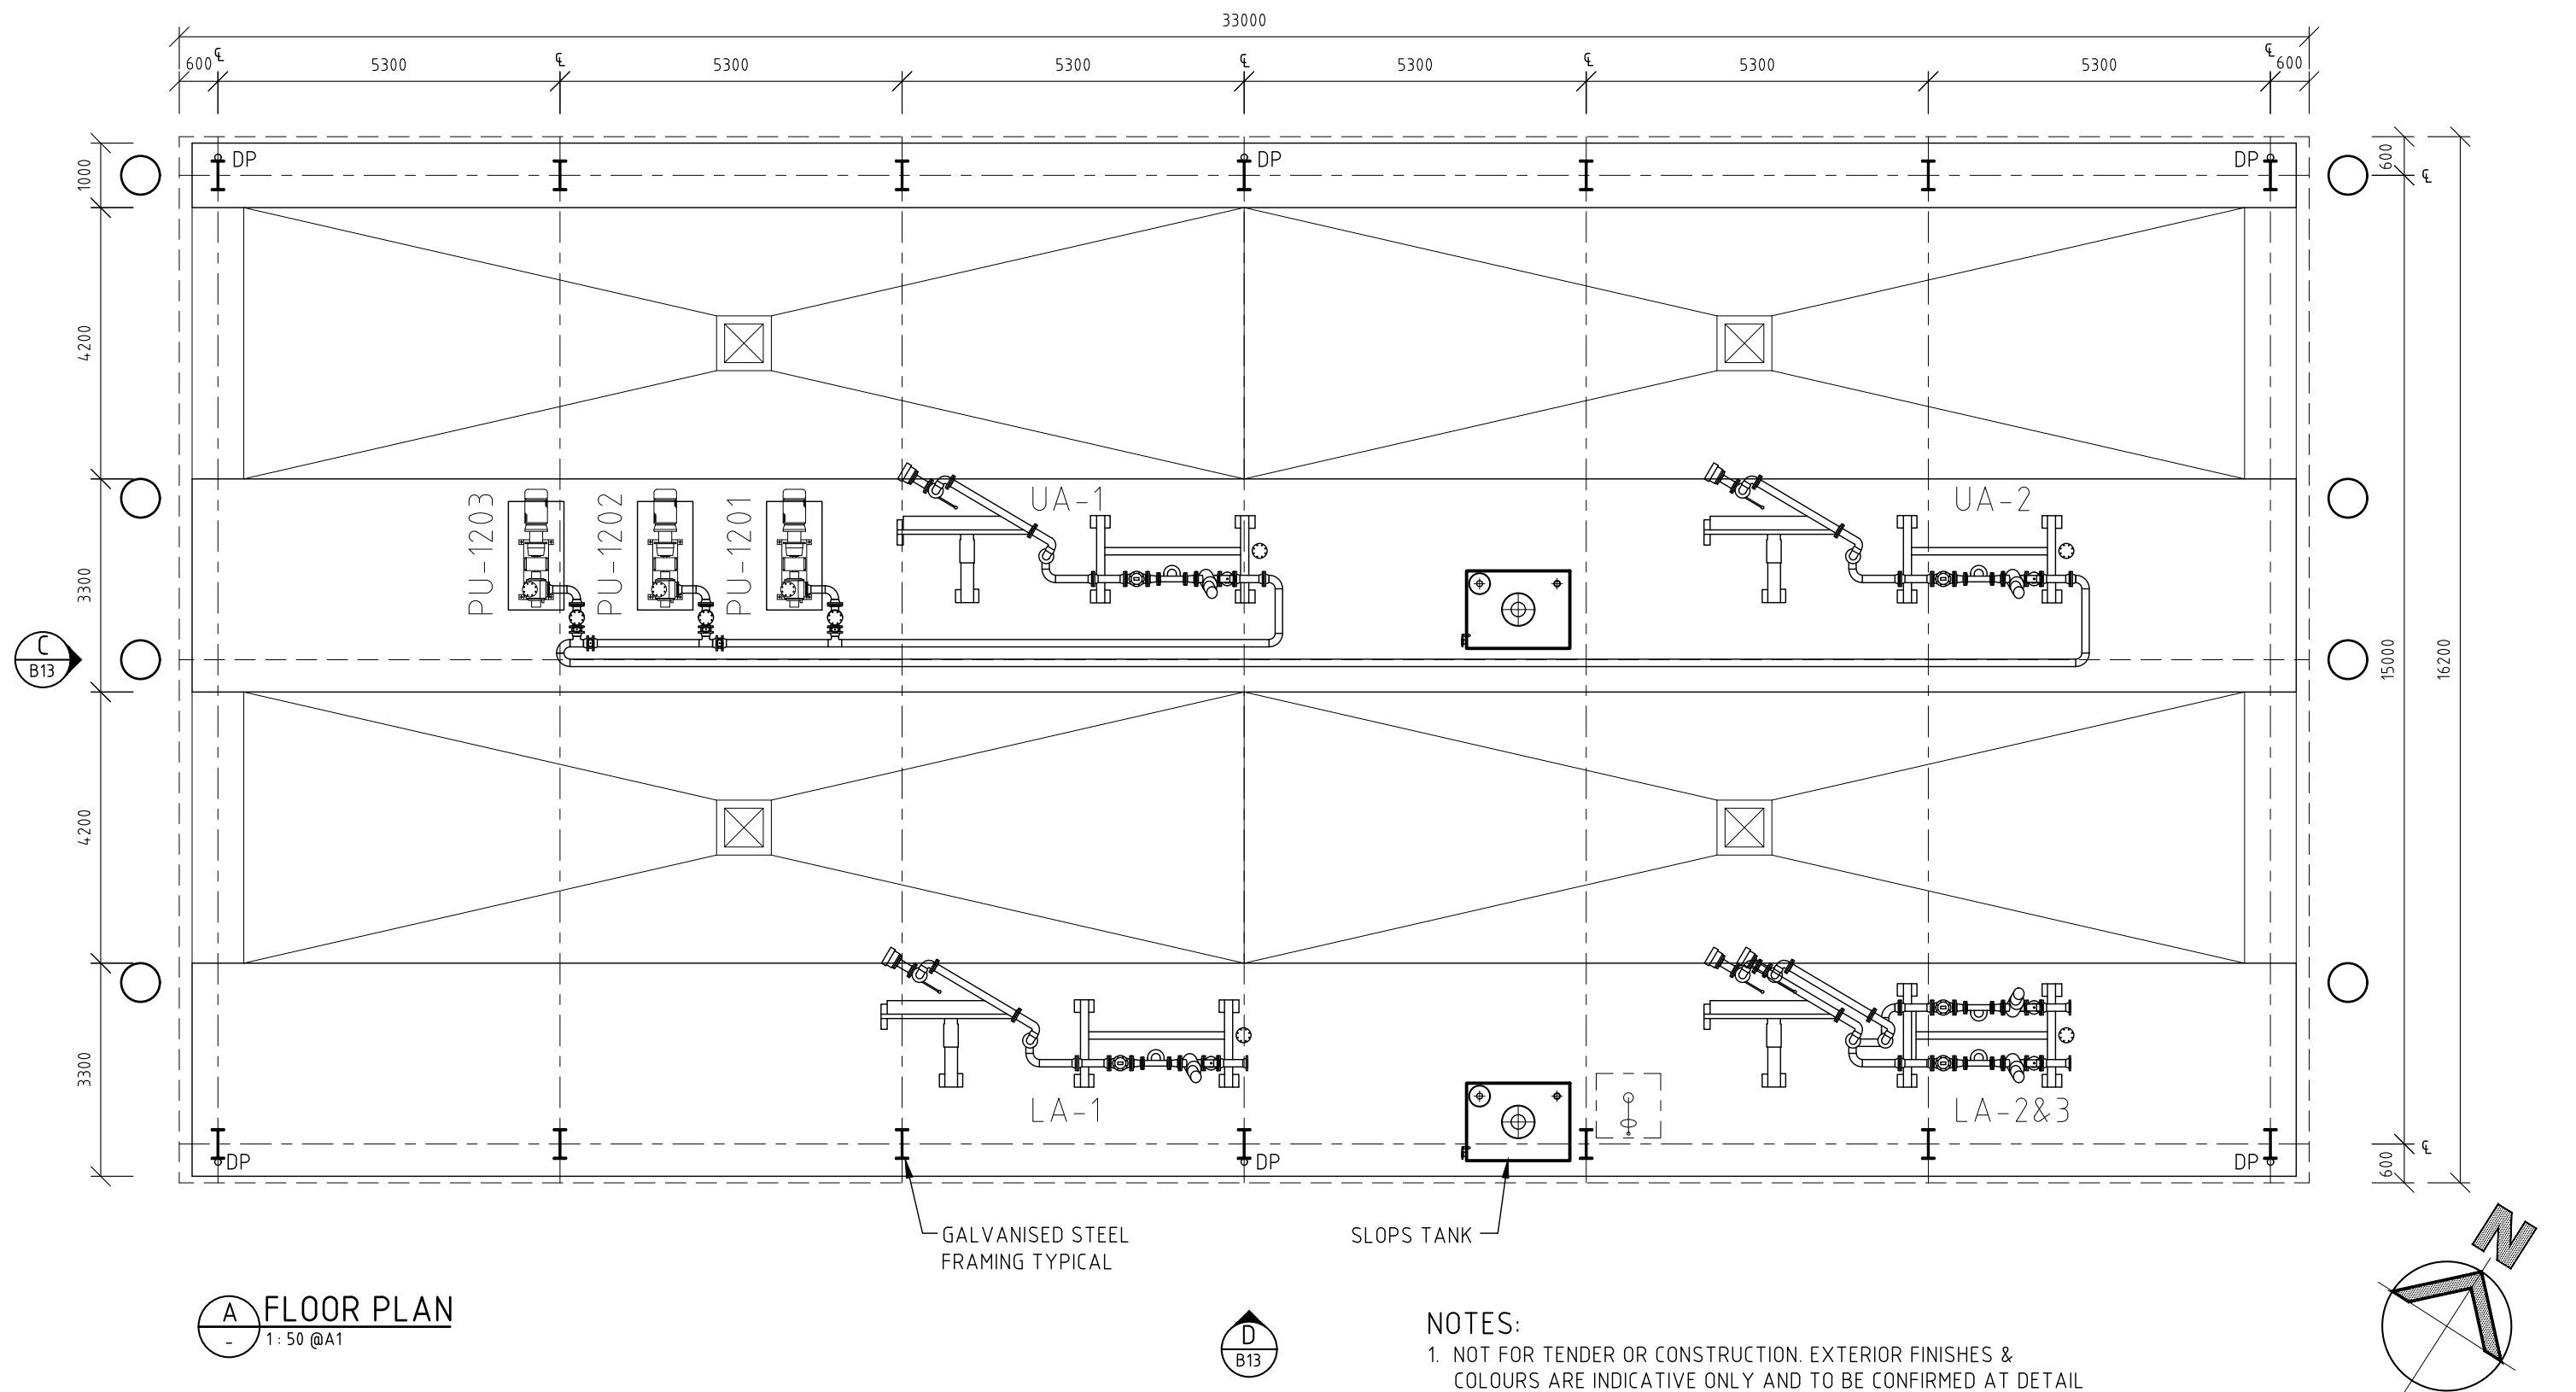 33000
600 ℄ 5300 ℄ 5300 5300 ℄ 5300 ℄ 5300 5300 ℄ 600
DP DP DP
1000
600 ℄
4200
PU-1203 PU-1202 PU-1201 UA-1 UA-2
3300
C
B13
15000 16200
4200
3300
LA-1 LA-2&3
DP DP DP
600 ℄
GALVANISED STEEL
FRAMING TYPICAL
SLOPS TANK
N
A FLOOR PLAN
- 1 : 50 @A1
D
B13
NOTES:
1. NOT FOR TENDER OR CONSTRUCTION. EXTERIOR FINISHES &
COLOURS ARE INDICATIVE ONLY AND TO BE CONFIRMED AT DETAIL